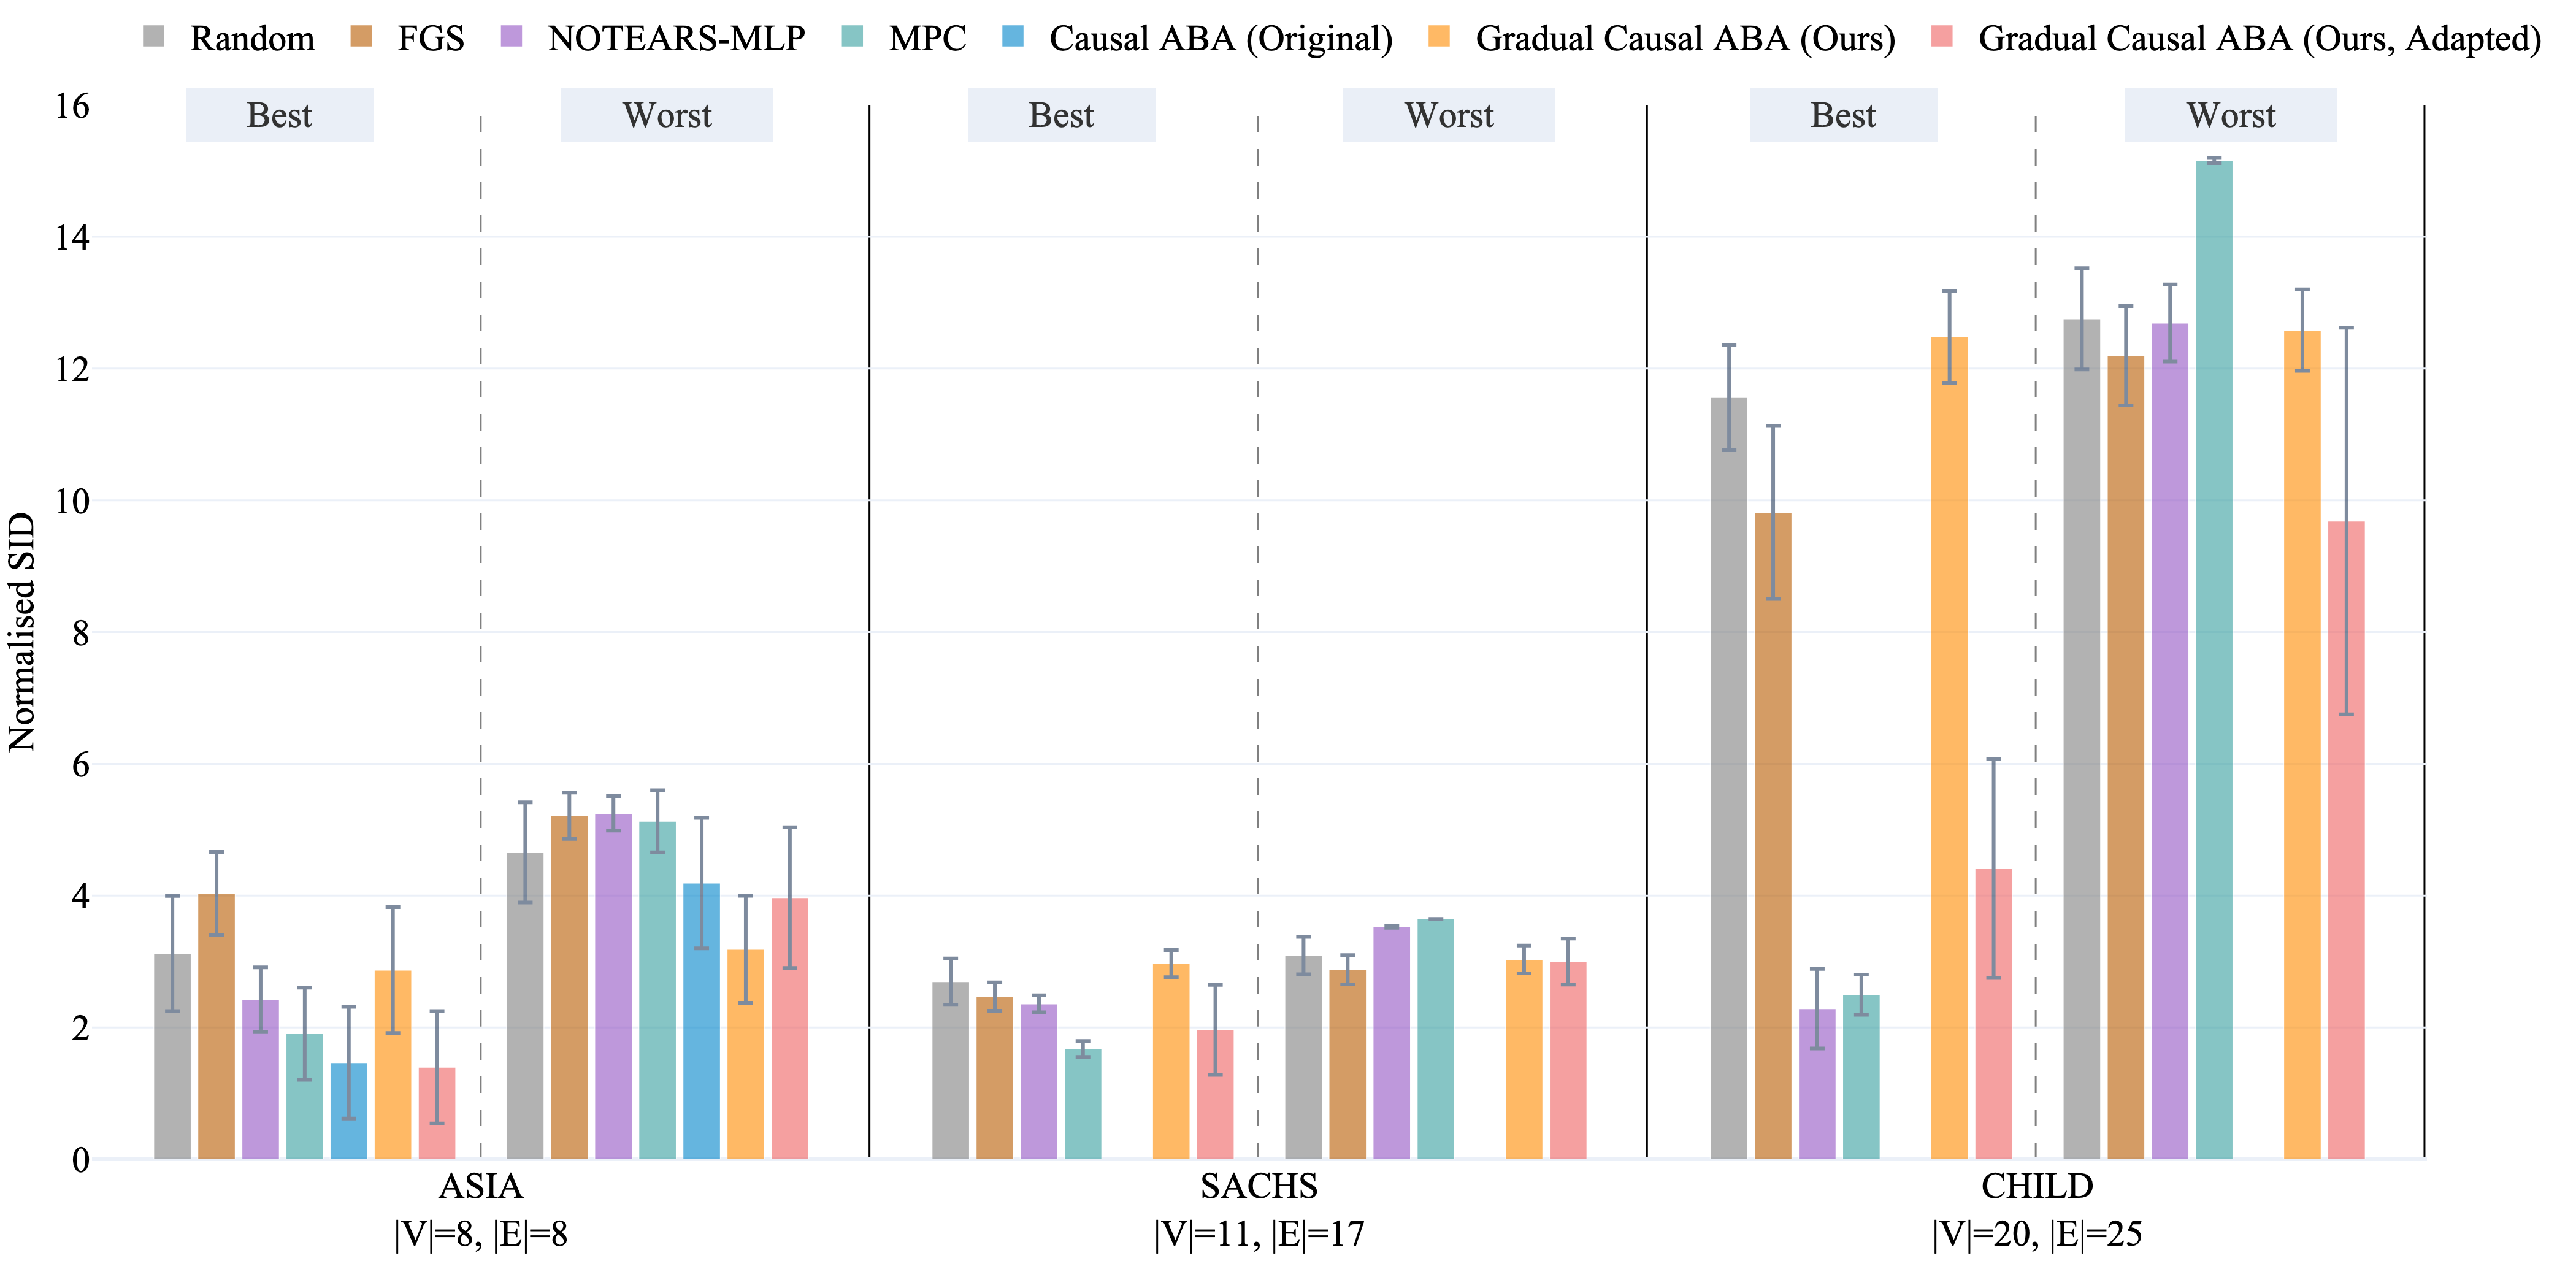 Random FGS NOTEARS-MLP MPC Causal ABA (Original) Gradual Causal ABA (Ours) Gradual Causal ABA (Ours, Adapted)
Best Worst Best Worst Best Worst
16
14
12
10
8
6
4
2
0
Normalised SID
ASIA SACHS CHILD
|V|=8, |E|=8 |V|=11, |E|=17 |V|=20, |E|=25